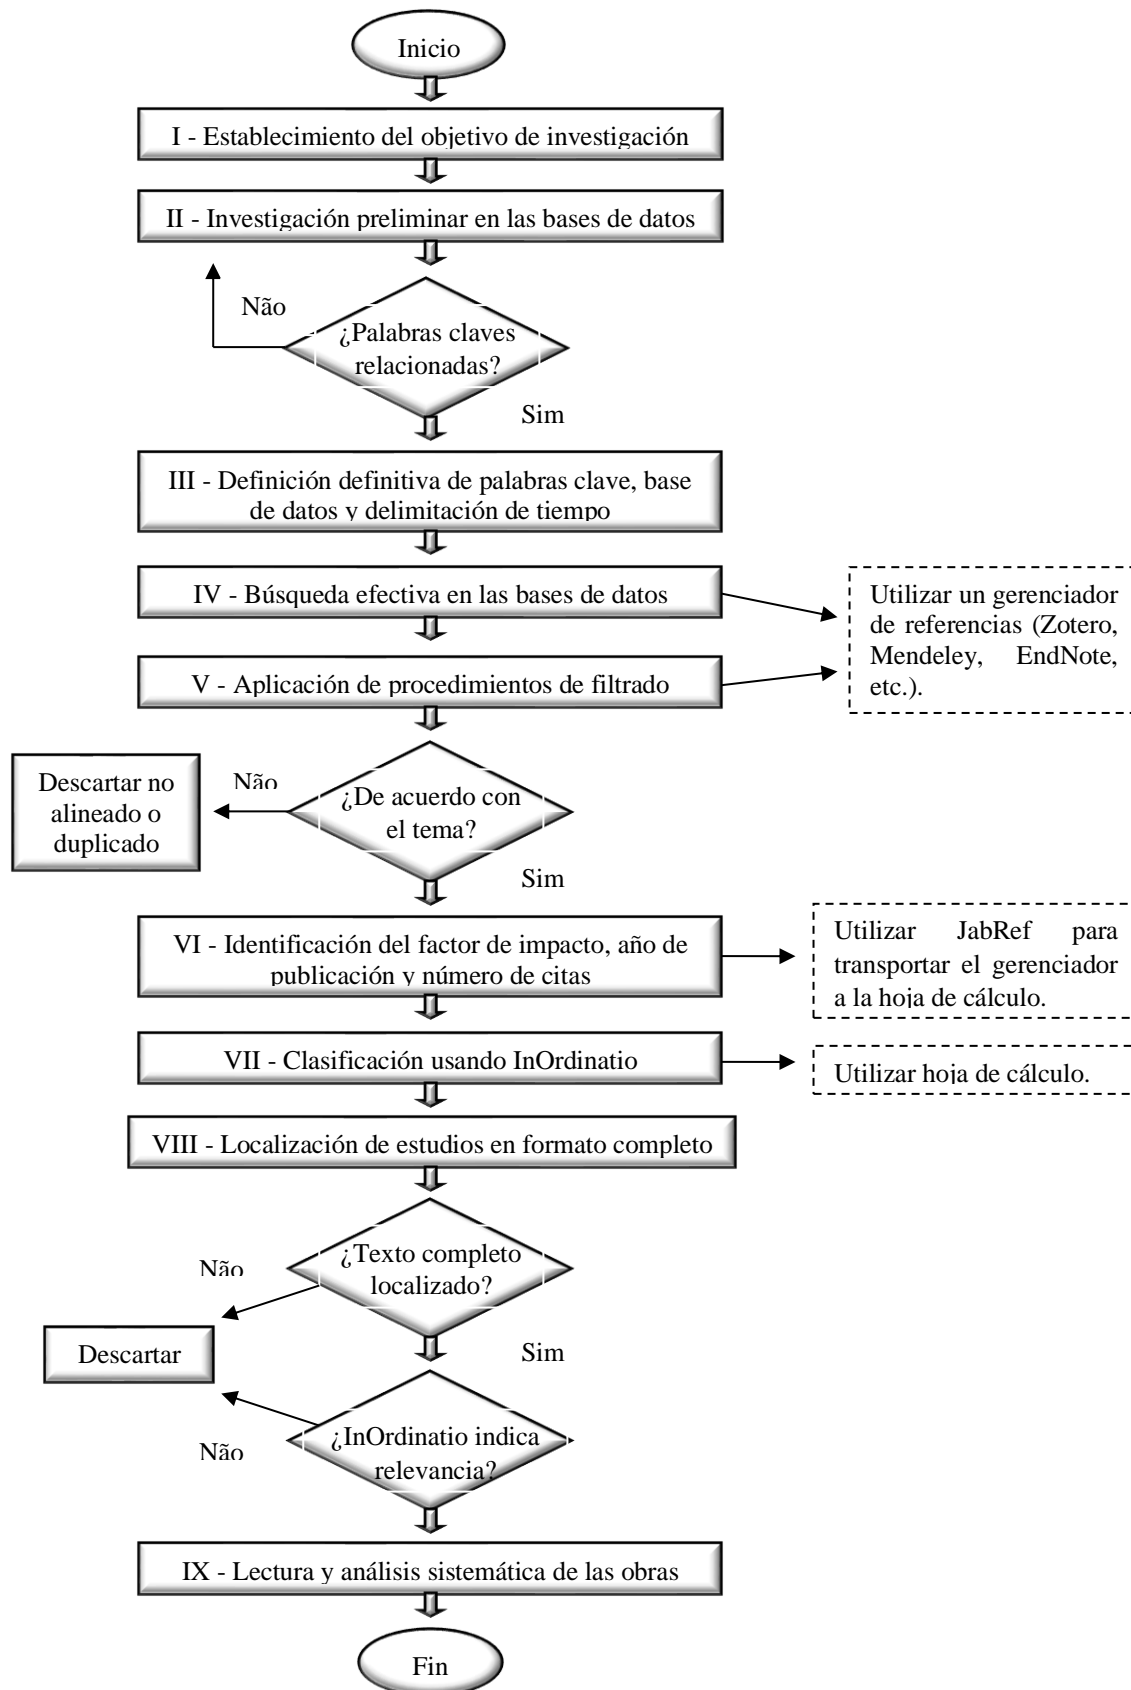 Inicio
I - Establecimiento del objetivo de investigación
II - Investigación preliminar en las bases de datos
Não
¿Palabras claves
relacionadas?
Sim
III - Definición definitiva de palabras clave, base
de datos y delimitación de tiempo
IV - Búsqueda efectiva en las bases de datos
Utilizar un gerenciador
de referencias (Zotero,
Mendeley, EndNote,
etc.).
V - Aplicación de procedimientos de filtrado
Descartar no
alineado o
duplicado
Não
¿De acuerdo con
el tema?
Sim
VI - Identificación del factor de impacto, año de
publicación y número de citas
Utilizar JabRef para
transportar el gerenciador
a la hoja de cálculo.
VII - Clasificación usando InOrdinatio
Utilizar hoja de cálculo.
VIII - Localización de estudios en formato completo
Não
¿Texto completo
localizado?
Descartar
Sim
Não
¿InOrdinatio indica
relevancia?
IX - Lectura y análisis sistemática de las obras
Fin